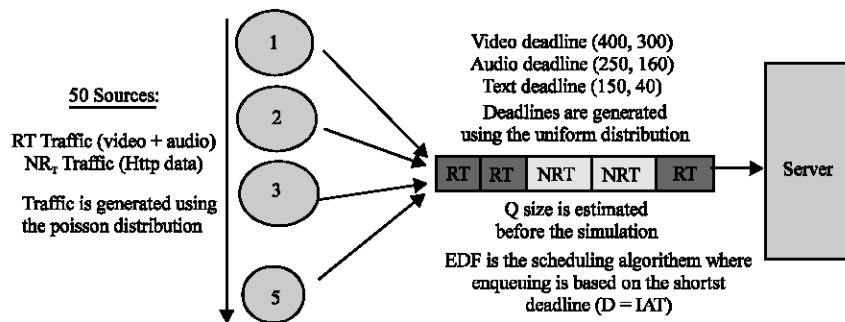 50 Sources:
RT Traffic (video + audio)
NRT Traffic (Http data)
Traffic is generated using
the poisson distribution
1
2
3
5
Video deadline (400, 300)
Audio deadline (250, 160)
Text deadline (150, 40)
Deadlines are generated
using the uniform distribution
RT RT NRT NRT RT
Q size is estimated
before the simulation
EDF is the scheduling algorithm where
enqueuing is based on the shortst
deadline (D = IAT)
Server